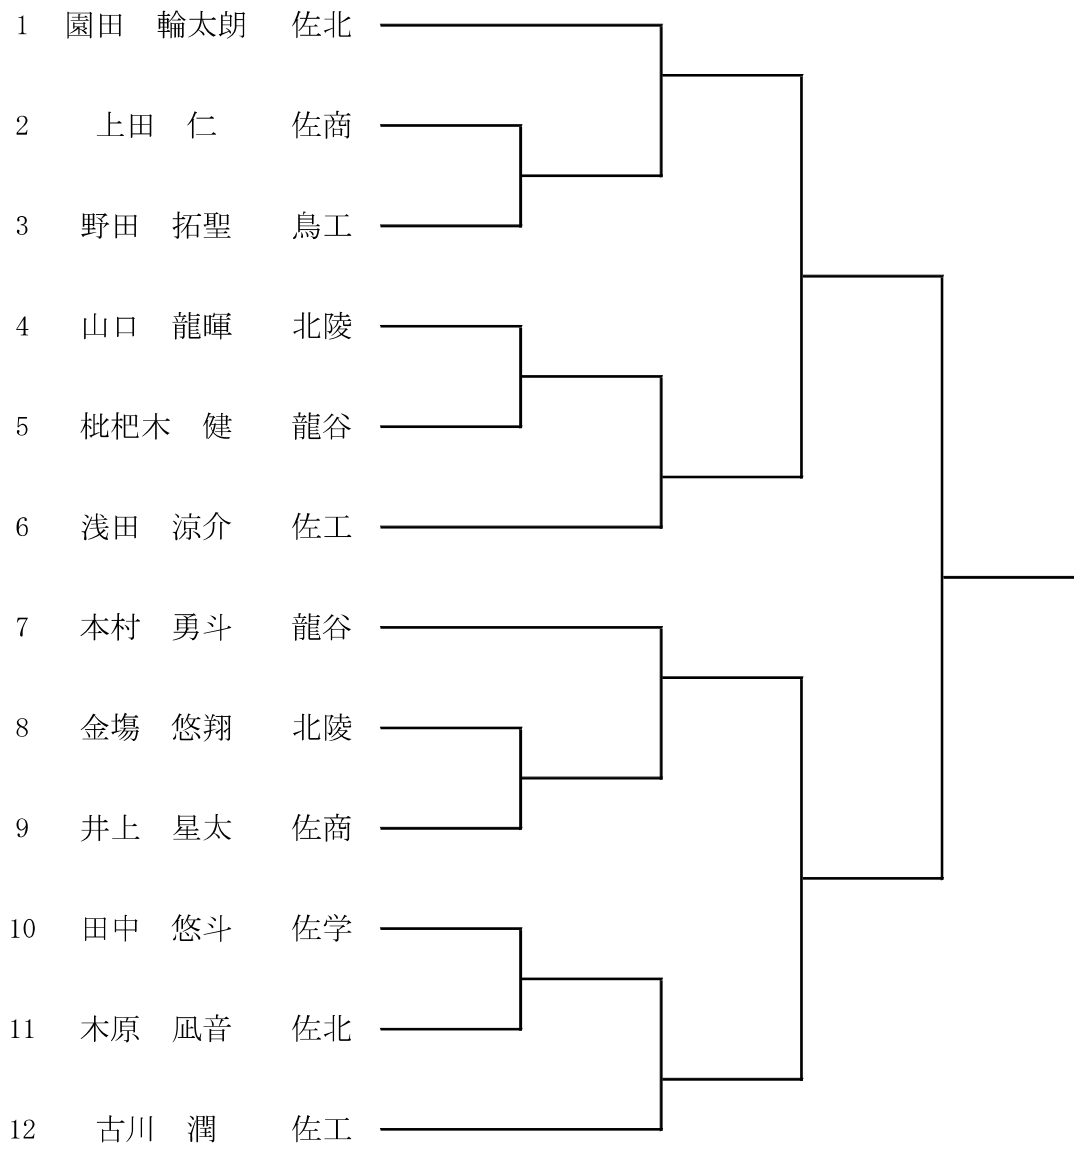 1 園田　輪太朗 佐北
2 上田　仁 佐商
3 野田　拓聖 鳥工
4 山口　龍暉 北陵
5 枇杷木　健 龍谷
6 浅田　涼介 佐工
7 本村　勇斗 龍谷
8 金塲　悠翔 北陵
9 井上　星太 佐商
10 田中　悠斗 佐学
11 木原　凪音 佐北
12 古川　潤 佐工